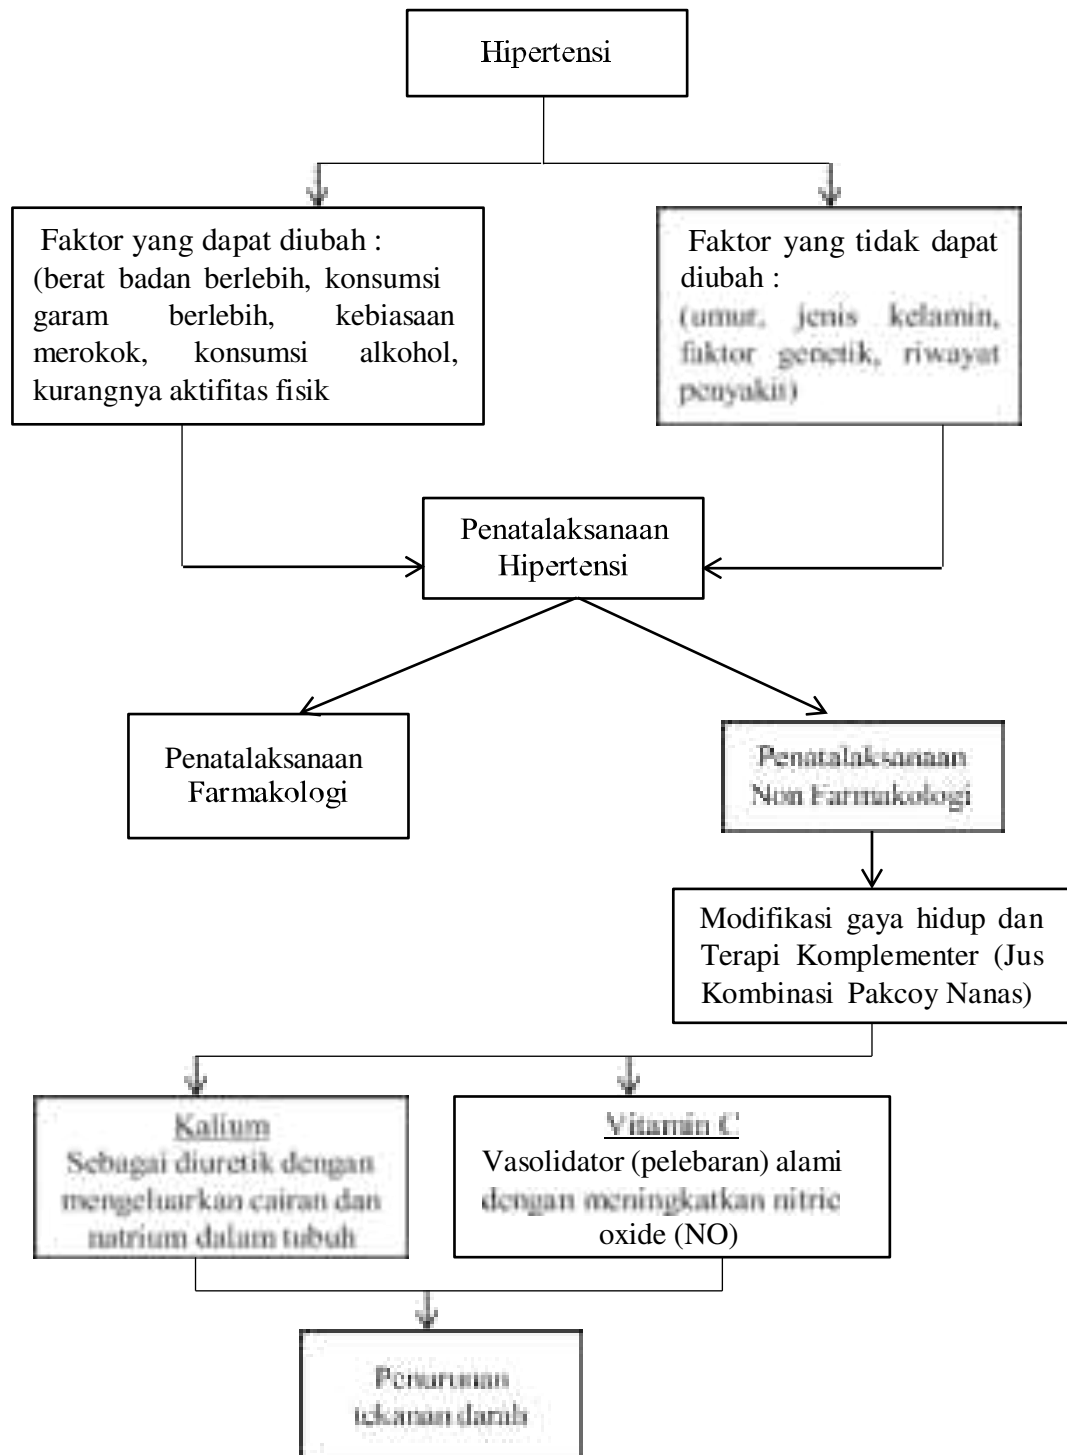 Hipertensi
Faktor yang dapat diubah :
(berat badan berlebih, konsumsi
garam berlebih, kebiasaan
merokok, konsumsi alkohol,
kurangnya aktifitas fisik
Faktor yang tidak dapat
diubah :
(umur, jenis kelamin,
faktor genetik, riwayat
penyakit)
Penatalaksanaan
Hipertensi
Penatalaksanaan
Farmakologi
Penatalaksanaan
Non Farmakologi
Modifikasi gaya hidup dan
Terapi Komplementer (Jus
Kombinasi Pakcoy Nanas)
Kalium
Sebagai diuretik dengan
mengeluarkan cairan dan
natrium dalam tubuh
Vitamin C
Vasolidator (pelebaran) alami
dengan meningkatkan nitric
oxide (NO)
Penurunan
tekanan darah